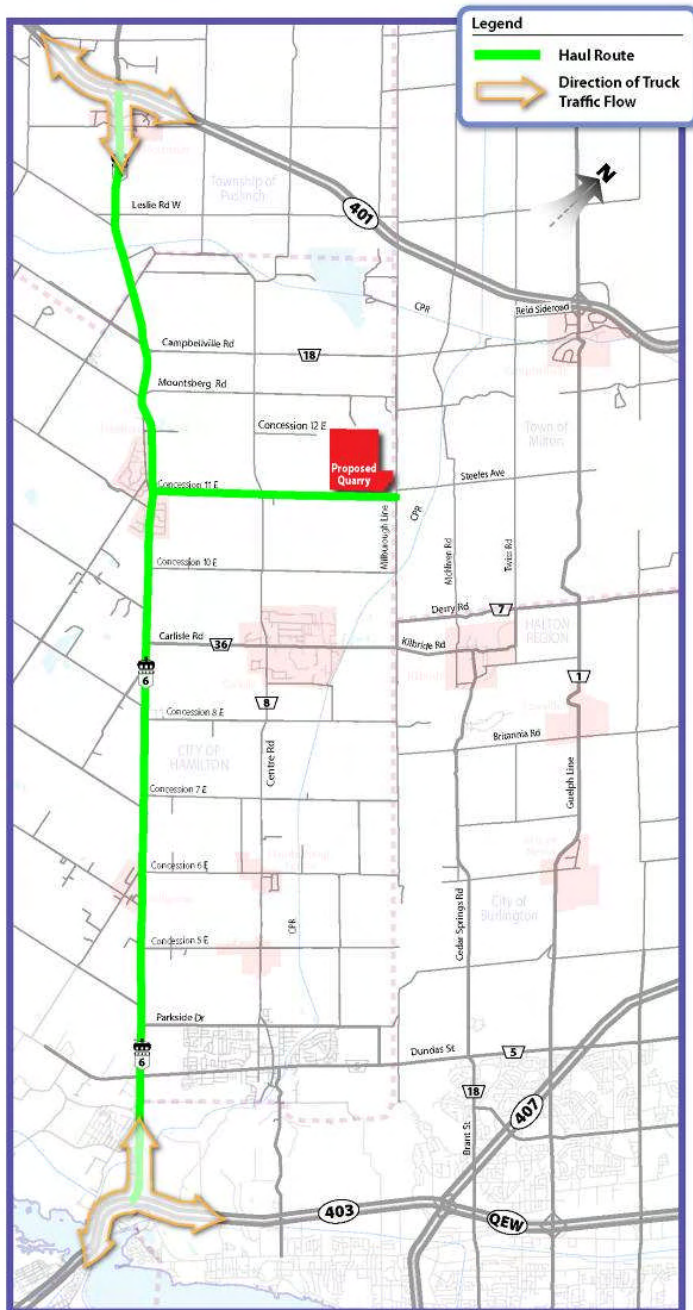 Legend
Haul Route
Direction of Truck
Traffic Flow
N
Township of
Puslinch
Leslie Rd W
401
CPR
Reid Sideroad
Campbellville Rd
18
Mountsberg Rd
Concession 12 E
Town of
Milton
Proposed
Quarry
Steeles Ave
Concession 11 E
Milborough Line
CPR
McNiven Rd
Twiss Rd
Concession 10 E
Derry Rd
7
HALTON
REGION
Carlisle Rd
36
Kilbride Rd
6
8
1
Concession 8 E
CITY OF
HAMILTON
Centre Rd
Britannia Rd
Guelph Line
Concession 7 E
Concession 6 E
Cedar Springs Rd
City of
Burlington
CPR
Concession 5 E
Parkside Dr
6
Dundas St
5
18
Brant St
407
403
QEW